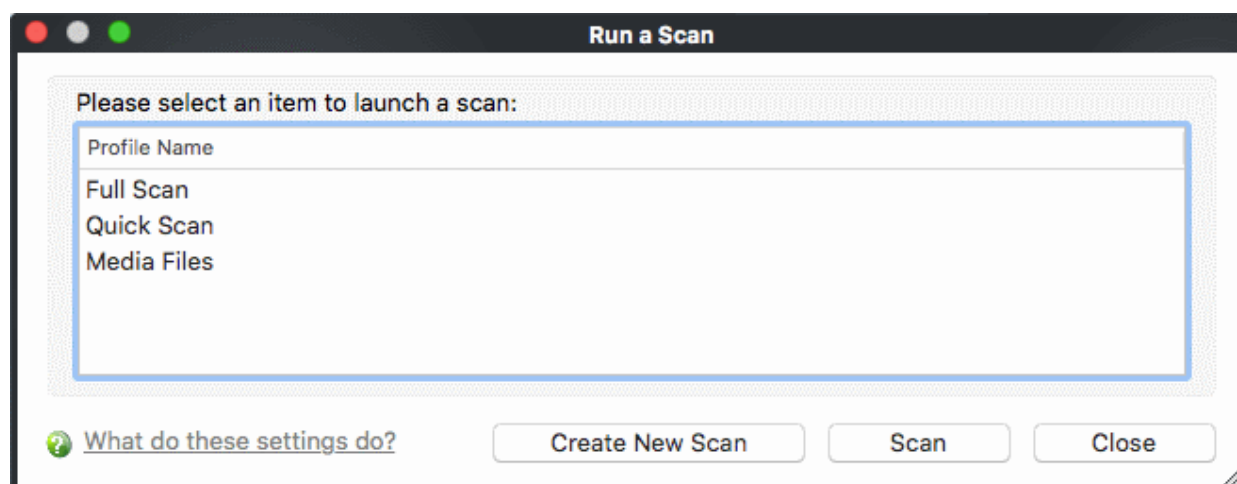 Run a Scan
Please select an item to launch a scan:
Profile Name
Full Scan
Quick Scan
Media Files
What do these settings do?
Create New Scan
Scan
Close